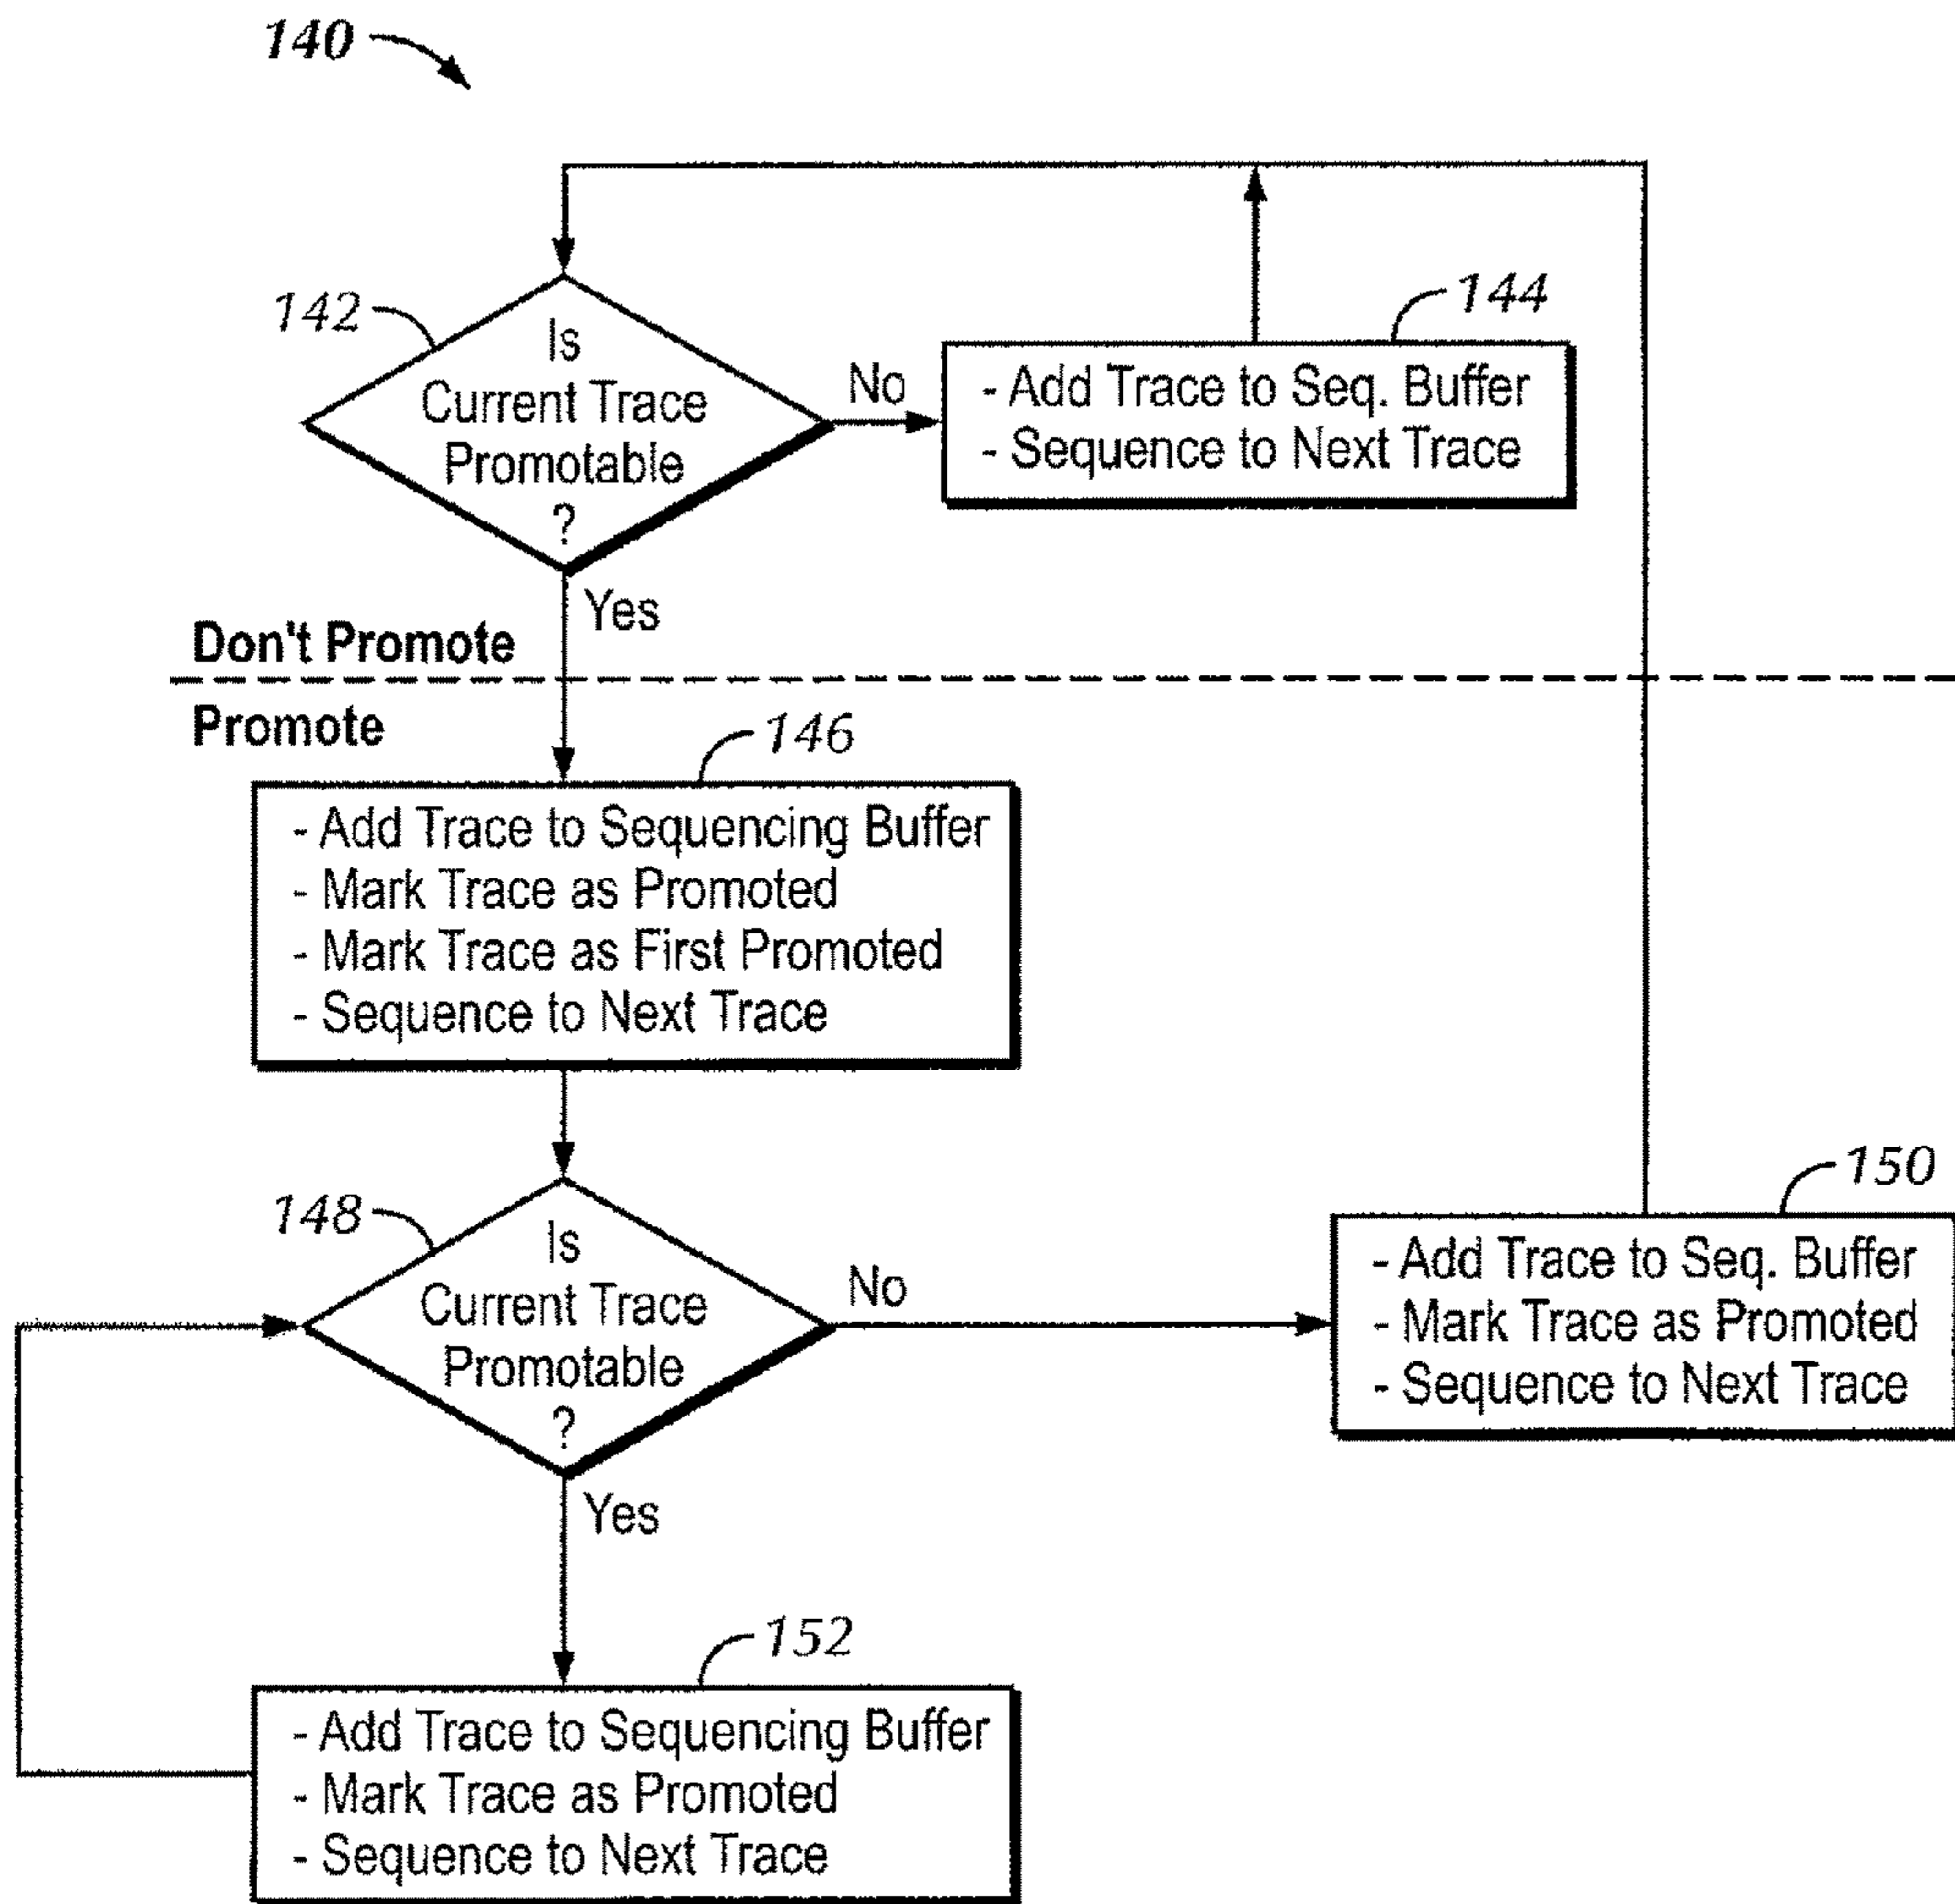 140
142
Is
Current Trace
Promotable
?
No
144
- Add Trace to Seq. Buffer
- Sequence to Next Trace
Yes
Don't Promote
Promote
146
- Add Trace to Sequencing Buffer
- Mark Trace as Promoted
- Mark Trace as First Promoted
- Sequence to Next Trace
148
Is
Current Trace
Promotable
?
No
150
- Add Trace to Seq. Buffer
- Mark Trace as Promoted
- Sequence to Next Trace
Yes
152
- Add Trace to Sequencing Buffer
- Mark Trace as Promoted
- Sequence to Next Trace